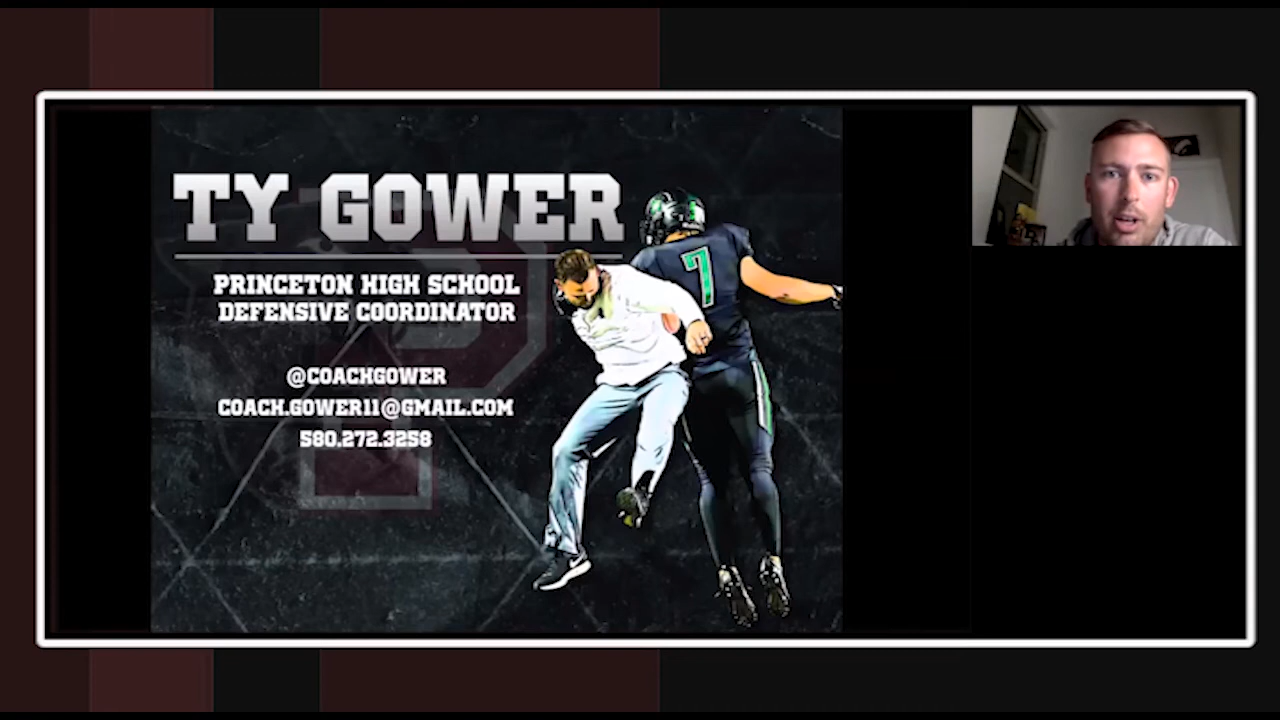 TY GOWER
PRINCETON HIGH SCHOOL
DEFENSIVE COORDINATOR
@COACHGOWER
COACH.GOWER11@GMAIL.COM
580.272.3258
7
P